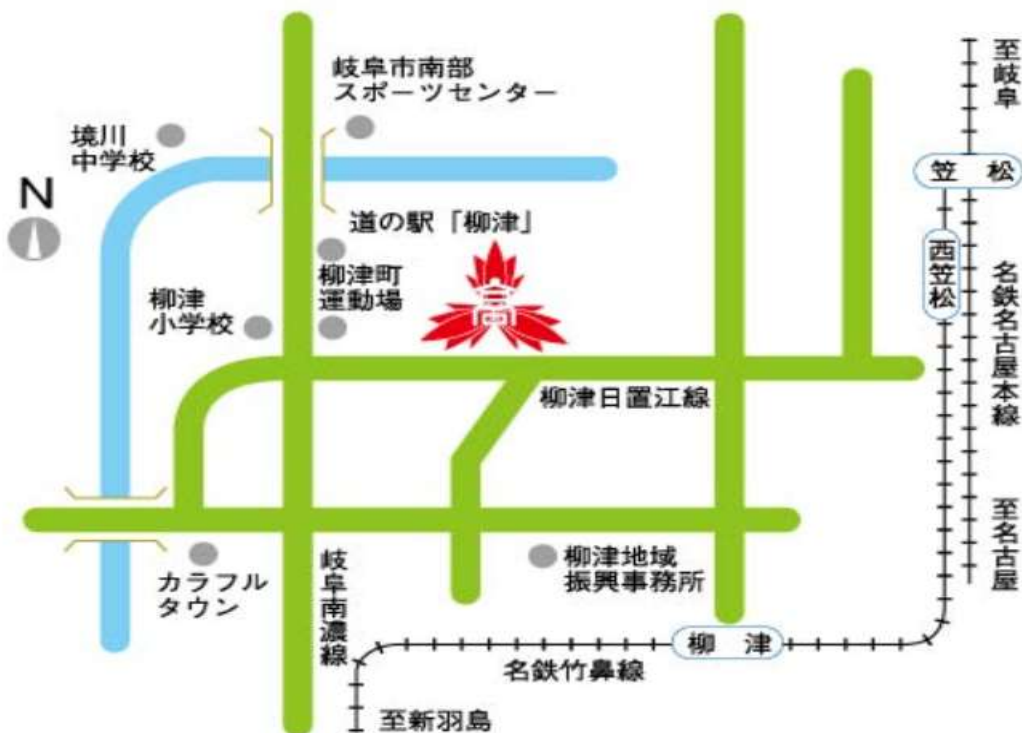 岐阜市南部
スポーツセンター
至岐阜
境川
中学校
笠　松
N
道の駅「柳津」
西笠松
柳津町
運動場
高
柳津
小学校
名鉄名古屋本線
柳津日置江線
至名古屋
カラフル
タウン
岐阜南濃線
柳津地域
振興事務所
柳　津
名鉄竹鼻線
至新羽島